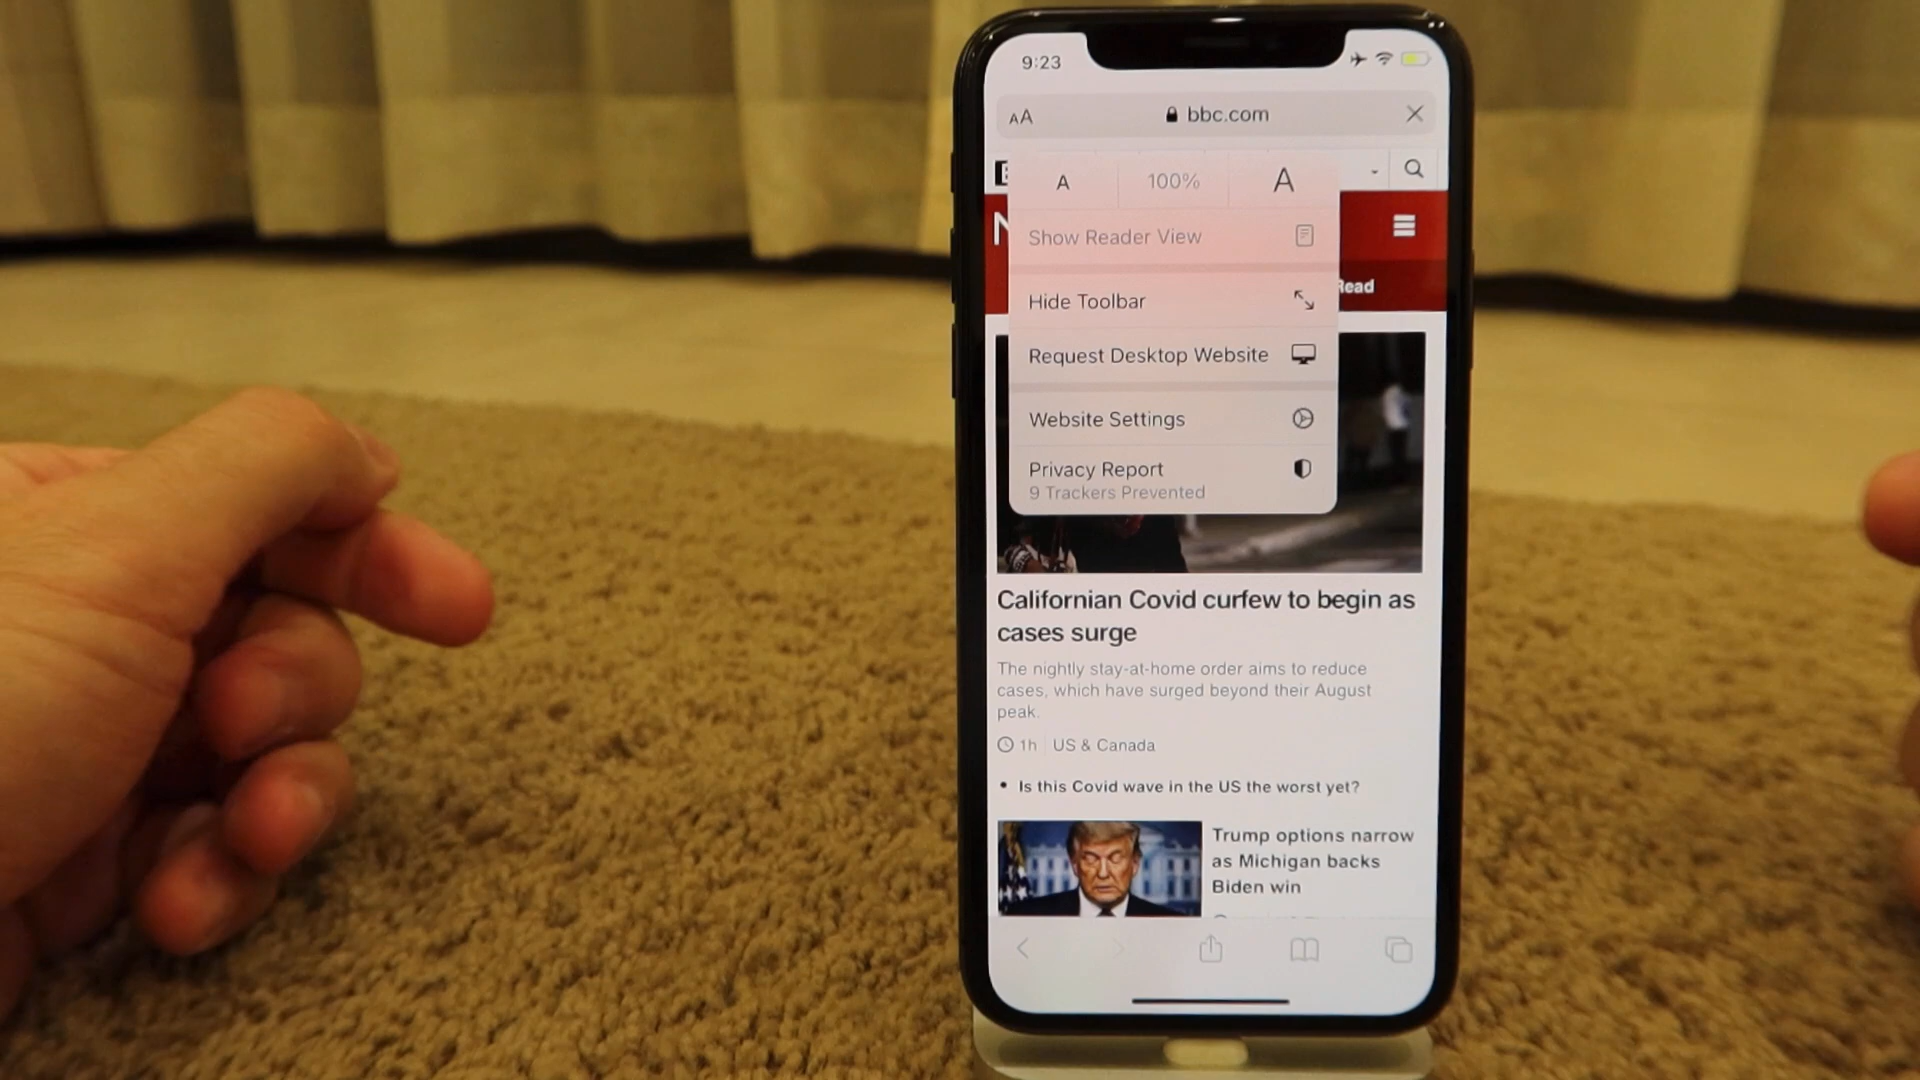 9:23
AA bbc.com
A 100% A
Show Reader View
Hide Toolbar
Read
Request Desktop Website
Website Settings
Privacy Report
9 Trackers Prevented
Californian Covid curfew to begin as
cases surge
The nightly stay-at-home order aims to reduce
cases, which have surged beyond their August
peak.
1h US & Canada
• Is this Covid wave in the US the worst yet?
Trump options narrow
as Michigan backs
Biden win